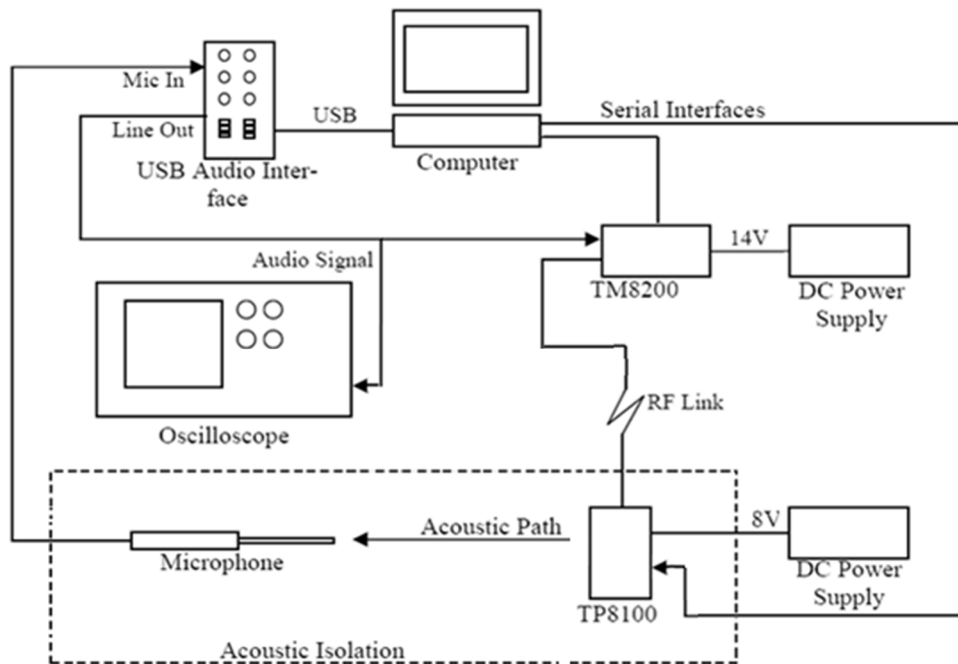 Mic In
Line Out
USB Audio Inter-
face
USB
Computer
Serial Interfaces
Audio Signal
14V
TM8200
DC Power
Supply
Oscilloscope
RF Link
Acoustic Path
Microphone
8V
TP8100
DC Power
Supply
Acoustic Isolation